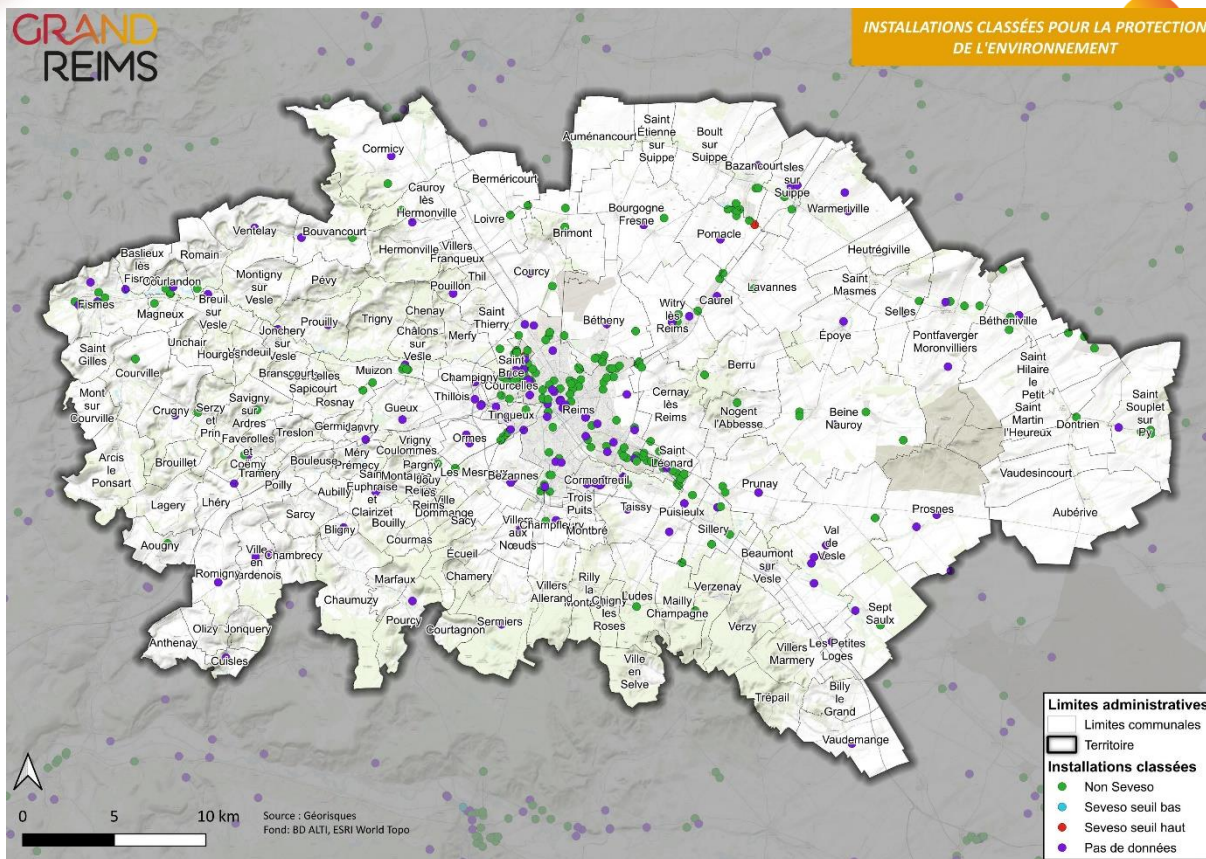 GRAND
REIMS
INSTALLATIONS CLASSÉES POUR LA PROTECTION
DE L'ENVIRONNEMENT
Auménancourt
Saint
Étienne
sur
Suippe
Boult
sur
Suippe
Cormicy
Bazancourt
Isles
sur
Suippe
Berméricourt
Cauroy
lès
Hermonville
Loivre
Bourgogne
Fresne
Warmeriville
Brimont
Pomacle
Ventelay
Bouvancourt
Hermonville
Villers
Franqueux
Heutrégiville
Romain
Baslieux
lès
Fismes
Courlandon
Montigny
sur
Vesle
Pévy
Thil
Pouillon
Courcy
Lavannes
Saint
Masmes
Selles
Fismes
Magneux
Breuil
sur
Vesle
Prouilly
Trigny
Chenay
Saint
Thierry
Merfy
Bétheny
Witry
lès
Reims
Caurel
Époye
Bétheniville
Pontfaverger
Moronvilliers
Unchair
Hourges
Vendeuil
Jonchery
sur
Vesle
Châlons
sur
Vesle
Saint
Gilles
Courville
Branscourt
Sapicourt
Rosnay
Muizon
Champigny
Saint
Brice
Courcelles
Thillois
Berru
Saint
Hilaire
le
Petit
Mont
sur
Courville
Crugny
Serzy
et
Prin
Savigny
sur
Ardres
Gueux
Tinqueux
Reims
Cernay
lès
Reims
Nogent
l'Abbesse
Beine
Nauroy
Saint
Martin
l'Heureux
Dontrien
Saint
Souplet
sur
Py
Faverolles
et
Coëmy
Treslon
Germigny
Janvry
Vrigny
Ormes
Arcis
le
Ponsart
Brouillet
Tramery
Poilly
Bouleuse
Méry
Prémecy
Coulommes
Pargny
lès
Reims
Les Mesneux
Bezannes
Saint
Léonard
Vaudesincourt
Lagery
Lhéry
Aubilly
Saint
Euphraise
et
Clairizet
Ville
Dommange
Cormontreuil
Trois
Puits
Taissy
Puisieulx
Prunay
Prosnes
Aubérive
Sarcy
Bligny
Bouilly
Sacy
Villers
aux
Nœuds
Champfleury
Montbré
Sillery
Val
de
Vesle
Aougny
Ville
en
Tardenois
Chambrecy
Courmas
Écueil
Beaumont
sur
Vesle
Romigny
Marfaux
Chamery
Villers
Allerand
Rilly
la
Montagne
Chigny
les
Roses
Ludes
Mailly
Champagne
Verzenay
Sept
Saulx
Chaumuzy
Pourcy
Courtagnon
Sermiers
Verzy
Anthenay
Olizy
Jonquery
Cuisles
Villers
Marmery
Les Petites
Loges
Ville
en
Selve
Trépail
Billy
le
Grand
Vaudemange
0 5 10 km
Source : Géorisques
Fond: BD ALTI, ESRI World Topo
Limites administratives
Limites communales
Territoire
Installations classées
Non Seveso
Seveso seuil bas
Seveso seuil haut
Pas de données